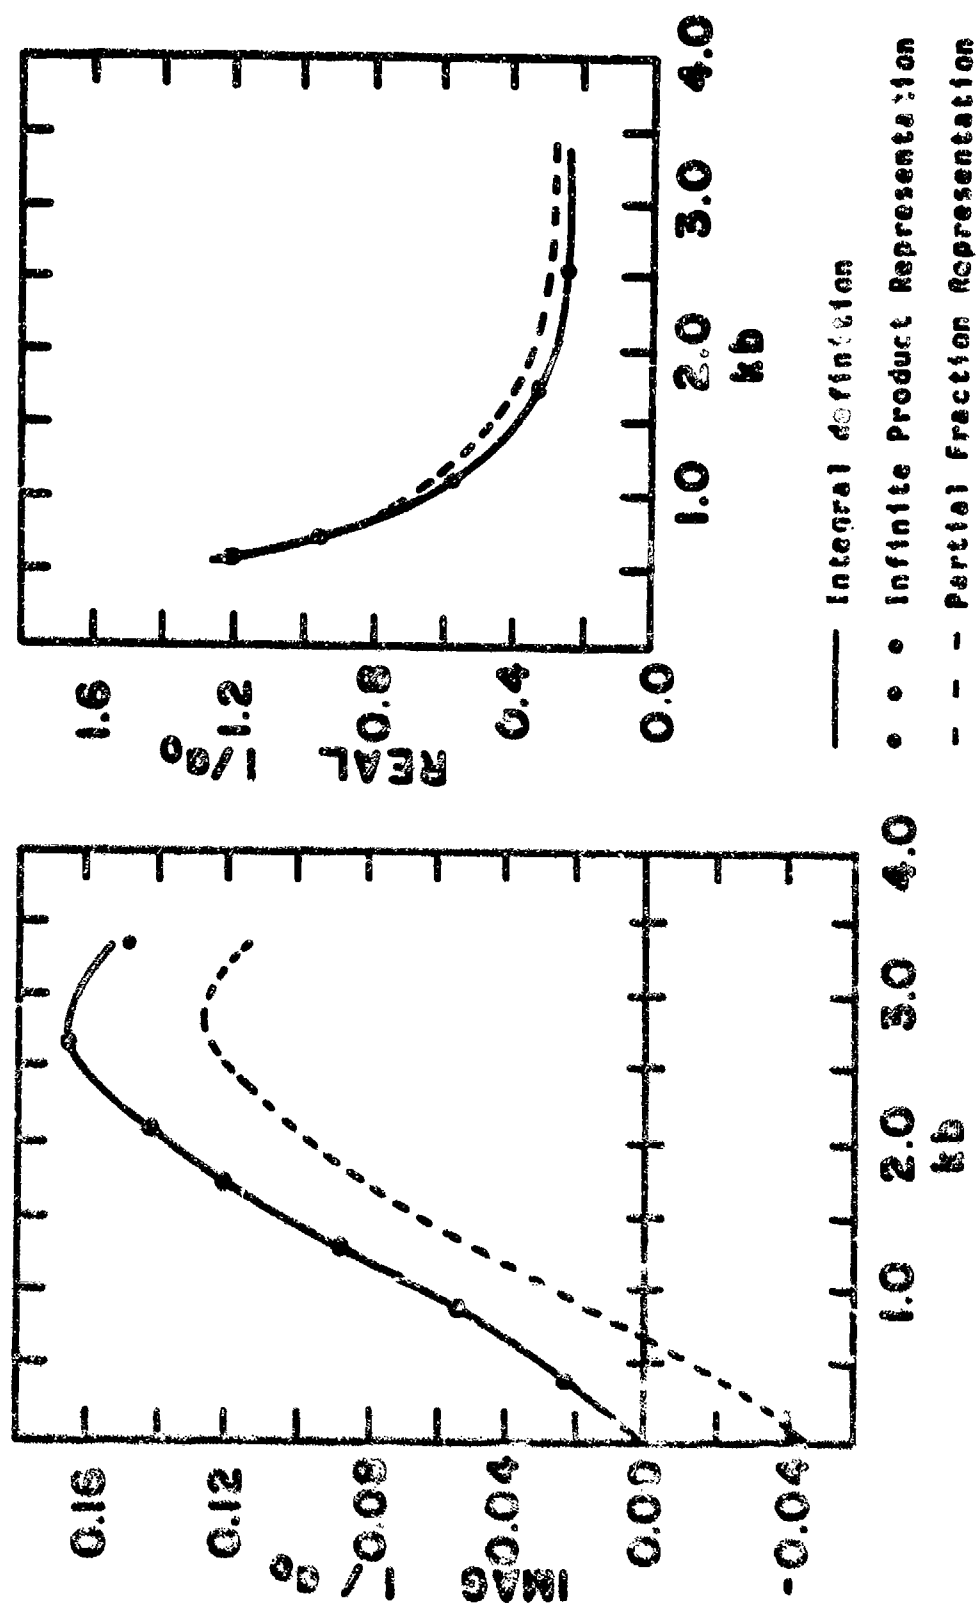 0.16
0.12
0.08
0.04
0.00
-0.04
IMAG 1/a₀
1.0
2.0
3.0
4.0
kb
1.6
1.2
0.8
0.4
0.0
REAL 1/a₀
1.0
2.0
3.0
4.0
kb
Integral definition
Infinite Product Representation
Partial Fraction Representation